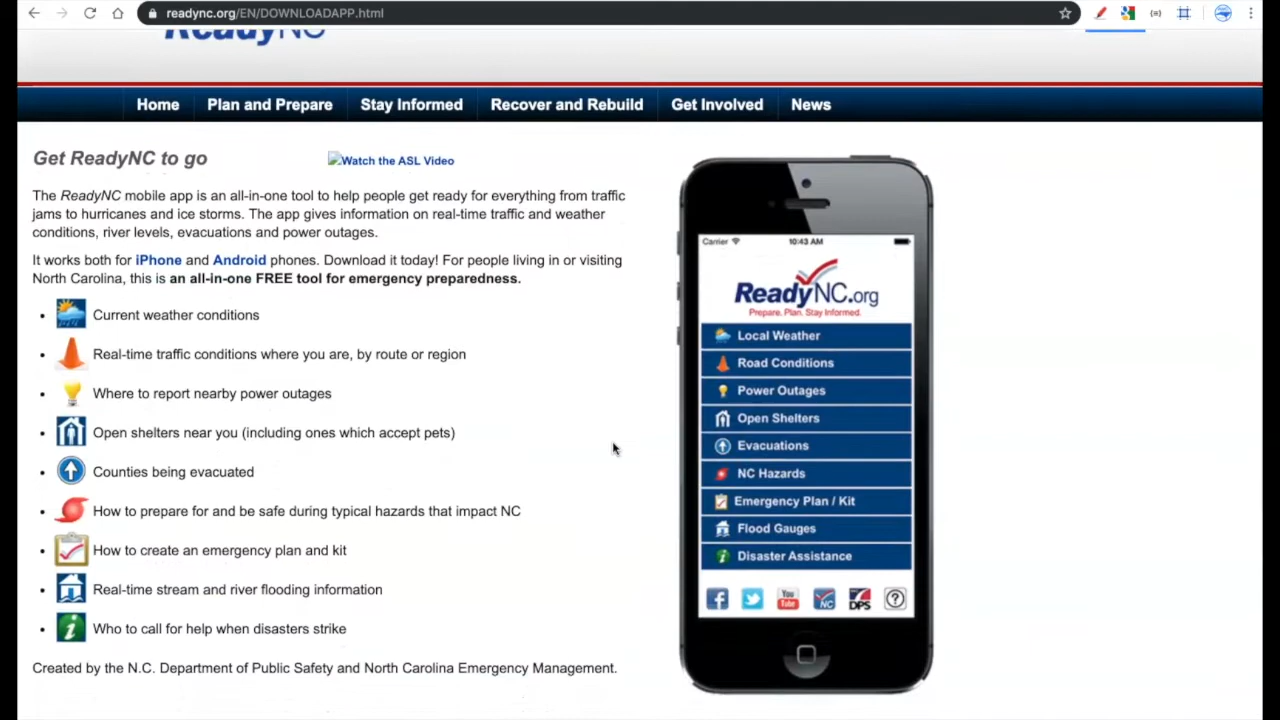 readync.org/EN/DOWNLOADAPP.html
ReadyNC
Home Plan and Prepare Stay Informed Recover and Rebuild Get Involved News
Get ReadyNC to go
Watch the ASL Video
The ReadyNC mobile app is an all-in-one tool to help people get ready for everything from traffic
jams to hurricanes and ice storms. The app gives information on real-time traffic and weather
conditions, river levels, evacuations and power outages.
It works both for iPhone and Android phones. Download it today! For people living in or visiting
North Carolina, this is an all-in-one FREE tool for emergency preparedness.
Current weather conditions
Real-time traffic conditions where you are, by route or region
Where to report nearby power outages
Open shelters near you (including ones which accept pets)
Counties being evacuated
How to prepare for and be safe during typical hazards that impact NC
How to create an emergency plan and kit
Real-time stream and river flooding information
Who to call for help when disasters strike
Created by the N.C. Department of Public Safety and North Carolina Emergency Management.
Carrier 10:43 AM
ReadyNC.org
Prepare. Plan. Stay Informed.
Local Weather
Road Conditions
Power Outages
Open Shelters
Evacuations
NC Hazards
Emergency Plan / Kit
Flood Gauges
Disaster Assistance
f You Tube NC DPS ?